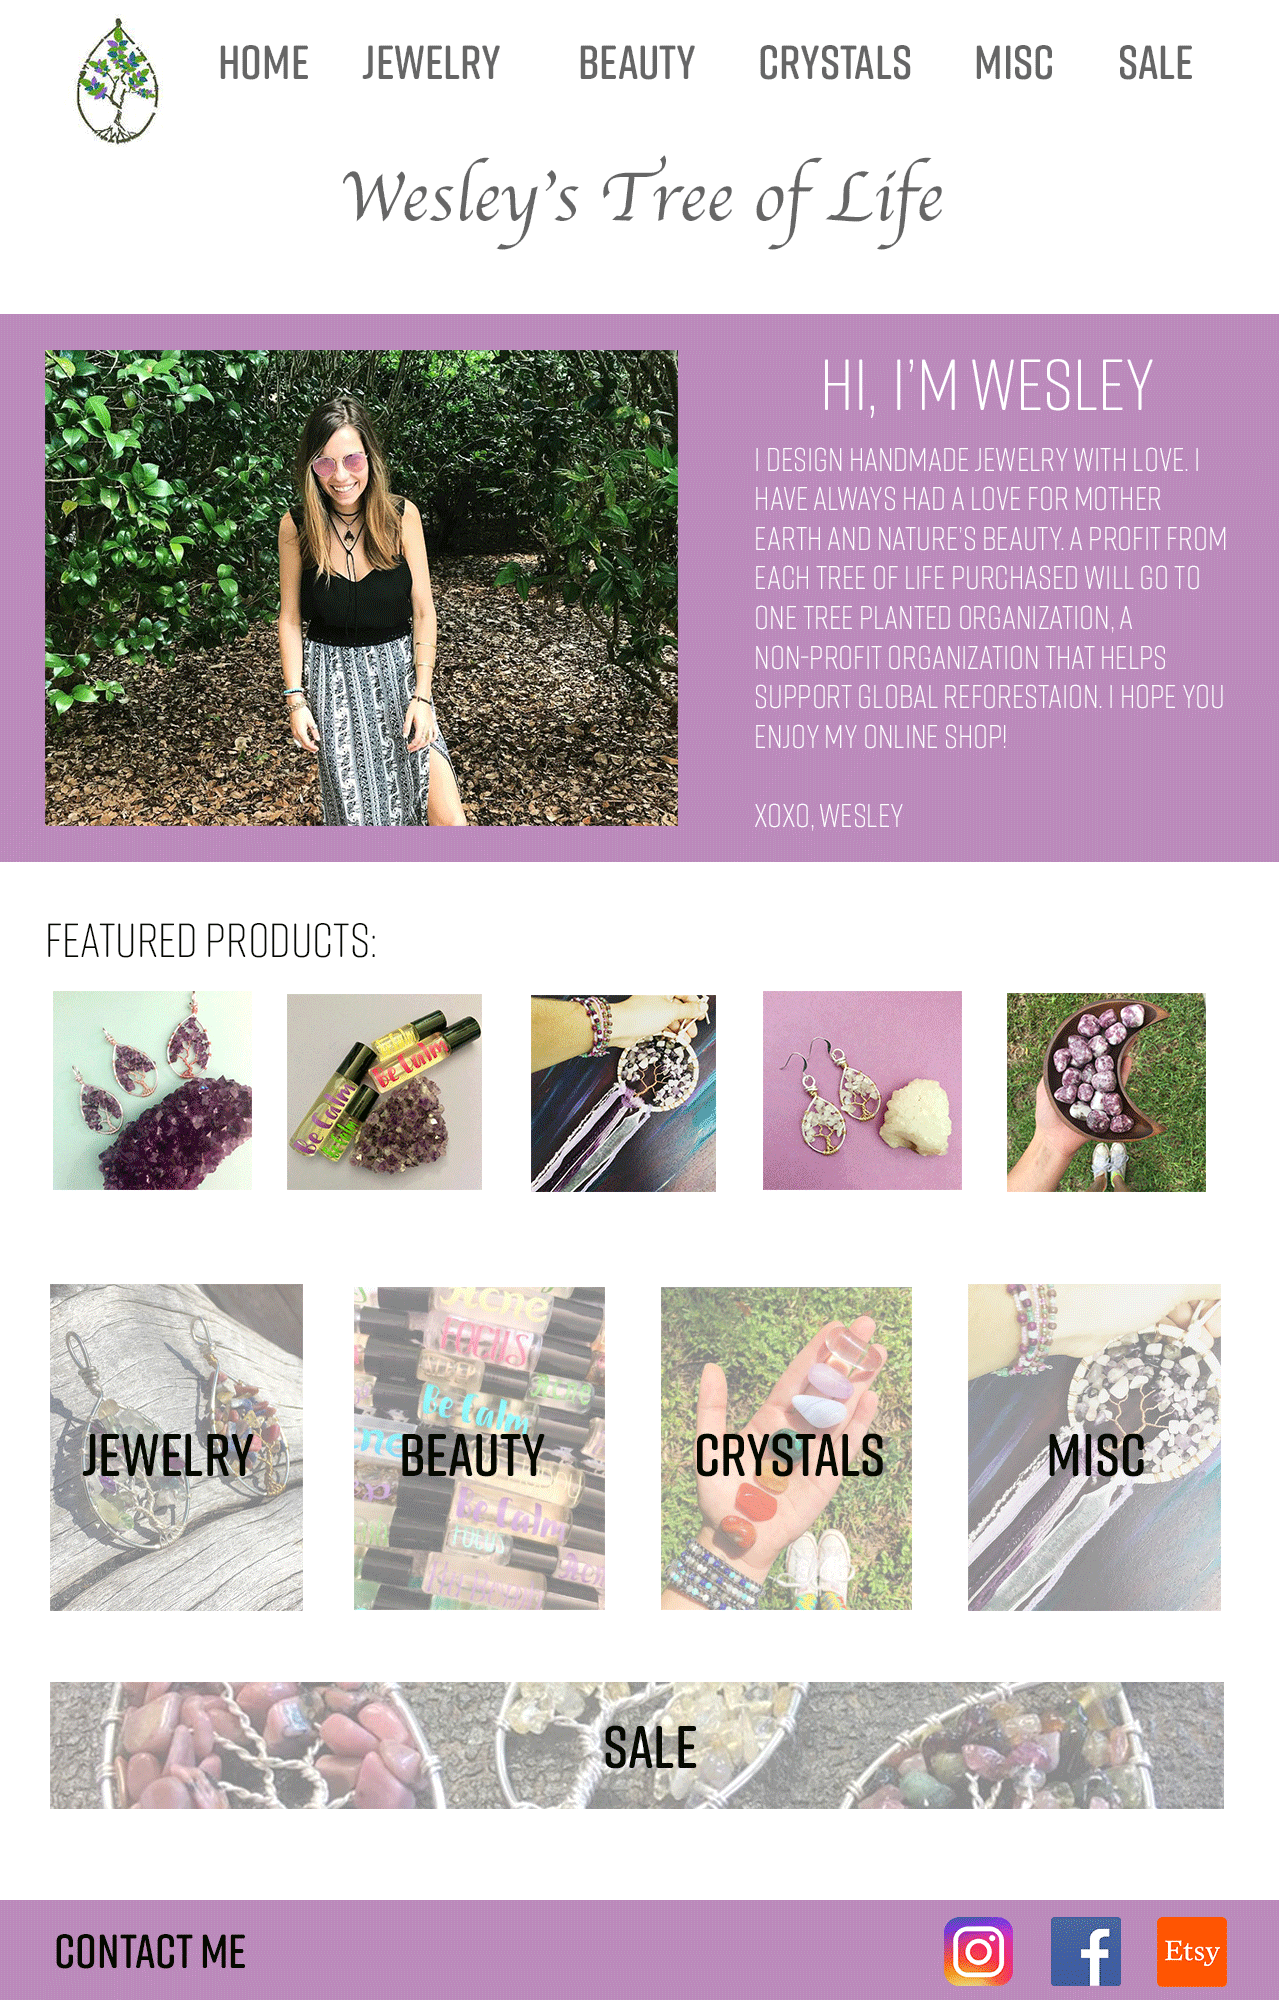 HOME JEWELRY BEAUTY CRYSTALS MISC SALE
Wesley's Tree of Life
HI, I'M WESLEY
I DESIGN HANDMADE JEWELRY WITH LOVE. I
HAVE ALWAYS HAD A LOVE FOR MOTHER
EARTH AND NATURE'S BEAUTY. A PROFIT FROM
EACH TREE OF LIFE PURCHASED WILL GO TO
ONE TREE PLANTED ORGANIZATION, A
NON-PROFIT ORGANIZATION THAT HELPS
SUPPORT GLOBAL REFORESTAION. I HOPE YOU
ENJOY MY ONLINE SHOP!
XOXO, WESLEY
FEATURED PRODUCTS:
Be Calm
Be Calm
Acne
FOCUS
SLEEP
Acne
Be Calm
JEWELRY BEAUTY CRYSTALS MISC
Be Calm
FOCUS
Acne
SALE
CONTACT ME
Etsy